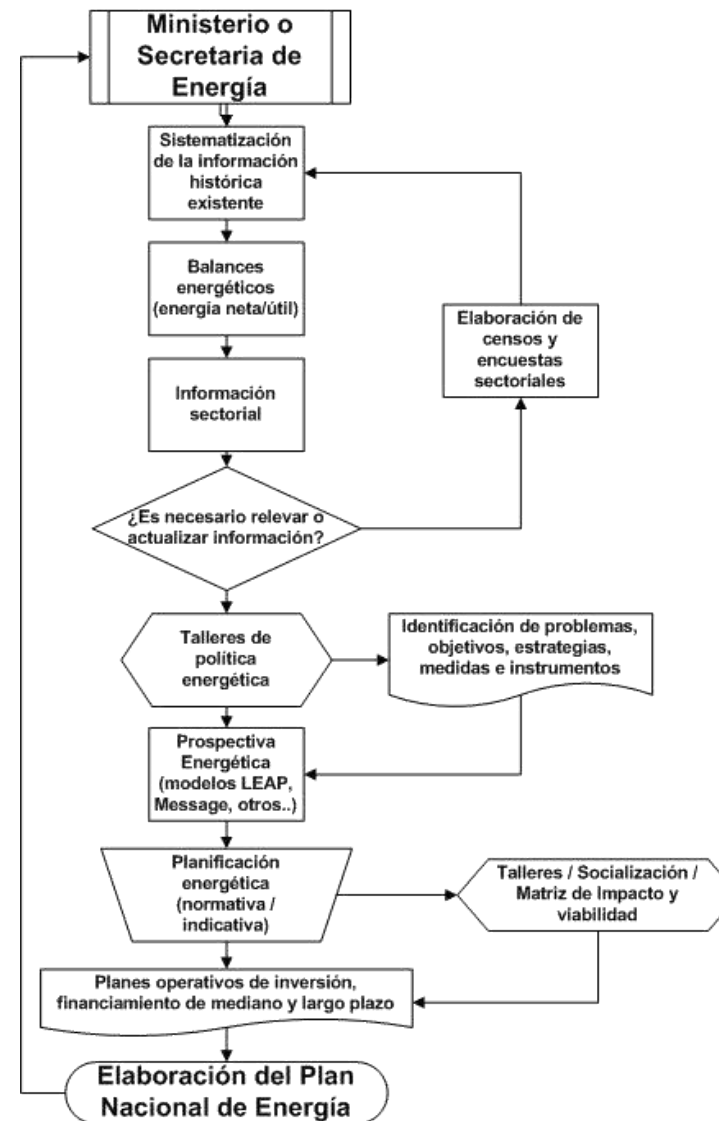 Ministerio o
Secretaria de
Energía
Sistematización
de la información
histórica
existente
Balances
energéticos
(energía neta/útil)
Elaboración de
censos y
encuestas
sectoriales
Información
sectorial
¿Es necesario relevar o
actualizar información?
Talleres de
política
energética
Identificación de problemas,
objetivos, estrategias,
medidas e instrumentos
Prospectiva
Energética
(modelos LEAP,
Message, otros..)
Planificación
energética
(normativa /
indicativa)
Talleres / Socialización /
Matriz de Impacto y
viabilidad
Planes operativos de inversión,
financiamiento de mediano y largo plazo
Elaboración del Plan
Nacional de Energía